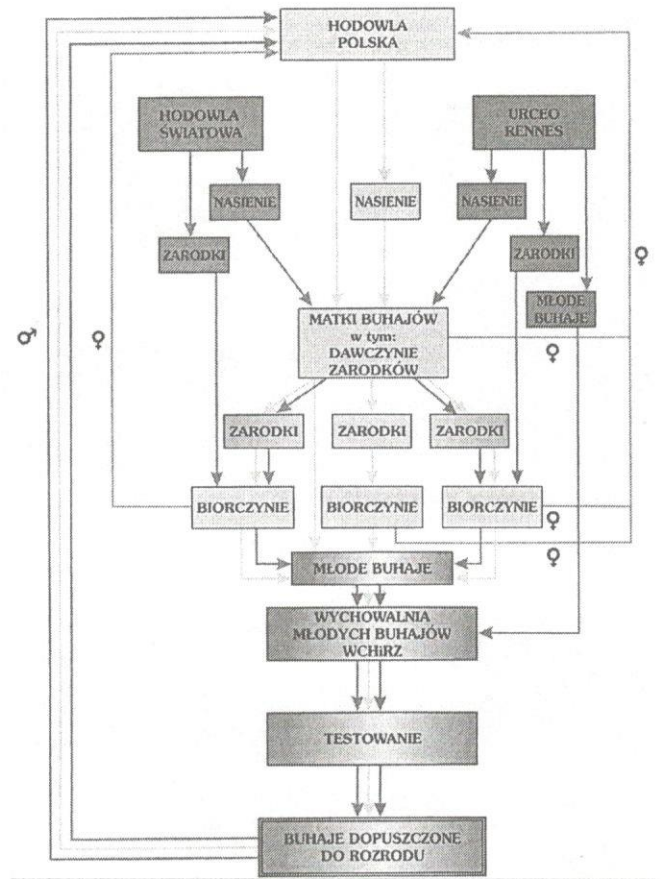 HODOWLA
POLSKA
HODOWLA
ŚWIATOWA
URCEO
RENNES
NASIENIE
NASIENIE
NASIENIE
ZARODKI
ZARODKI
MŁODE
BUHAJE
MATKI BUHAJÓW
w tym:
DAWCZYNIE
ZARODKÓW
♂
♀
♀
♀
ZARODKI
ZARODKI
ZARODKI
BIORCZYNIE
BIORCZYNIE
BIORCZYNIE
♀
♀
MŁODE BUHAJE
WYCHOWALNIA
MŁODYCH BUHAJÓW
WCHiRZ
TESTOWANIE
BUHAJE DOPUSZCZONE
DO ROZRODU